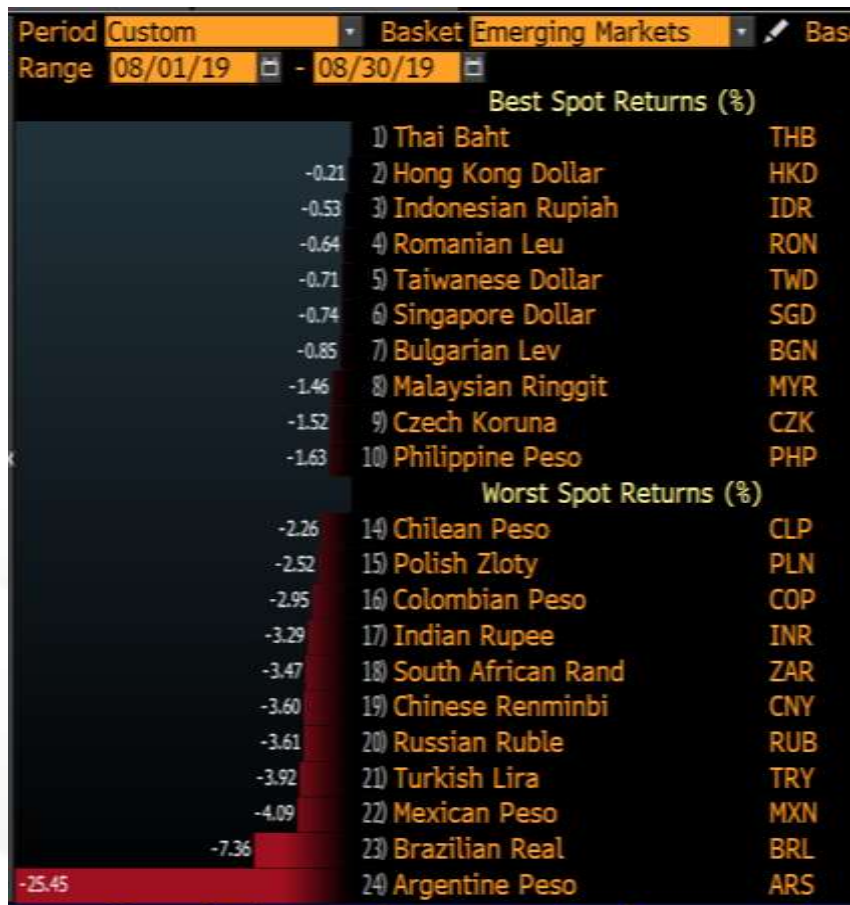 Period Custom Basket Emerging Markets Bas
Range 08/01/19 - 08/30/19
Best Spot Returns (%)
1) Thai Baht THB
-0.21 2) Hong Kong Dollar HKD
-0.53 3) Indonesian Rupiah IDR
-0.64 4) Romanian Leu RON
-0.71 5) Taiwanese Dollar TWD
-0.74 6) Singapore Dollar SGD
-0.85 7) Bulgarian Lev BGN
-1.46 8) Malaysian Ringgit MYR
-1.52 9) Czech Koruna CZK
-1.63 10) Philippine Peso PHP
Worst Spot Returns (%)
-2.26 14) Chilean Peso CLP
-2.52 15) Polish Zloty PLN
-2.95 16) Colombian Peso COP
-3.29 17) Indian Rupee INR
-3.47 18) South African Rand ZAR
-3.60 19) Chinese Renminbi CNY
-3.61 20) Russian Ruble RUB
-3.92 21) Turkish Lira TRY
-4.09 22) Mexican Peso MXN
-7.36 23) Brazilian Real BRL
-25.45 24) Argentine Peso ARS